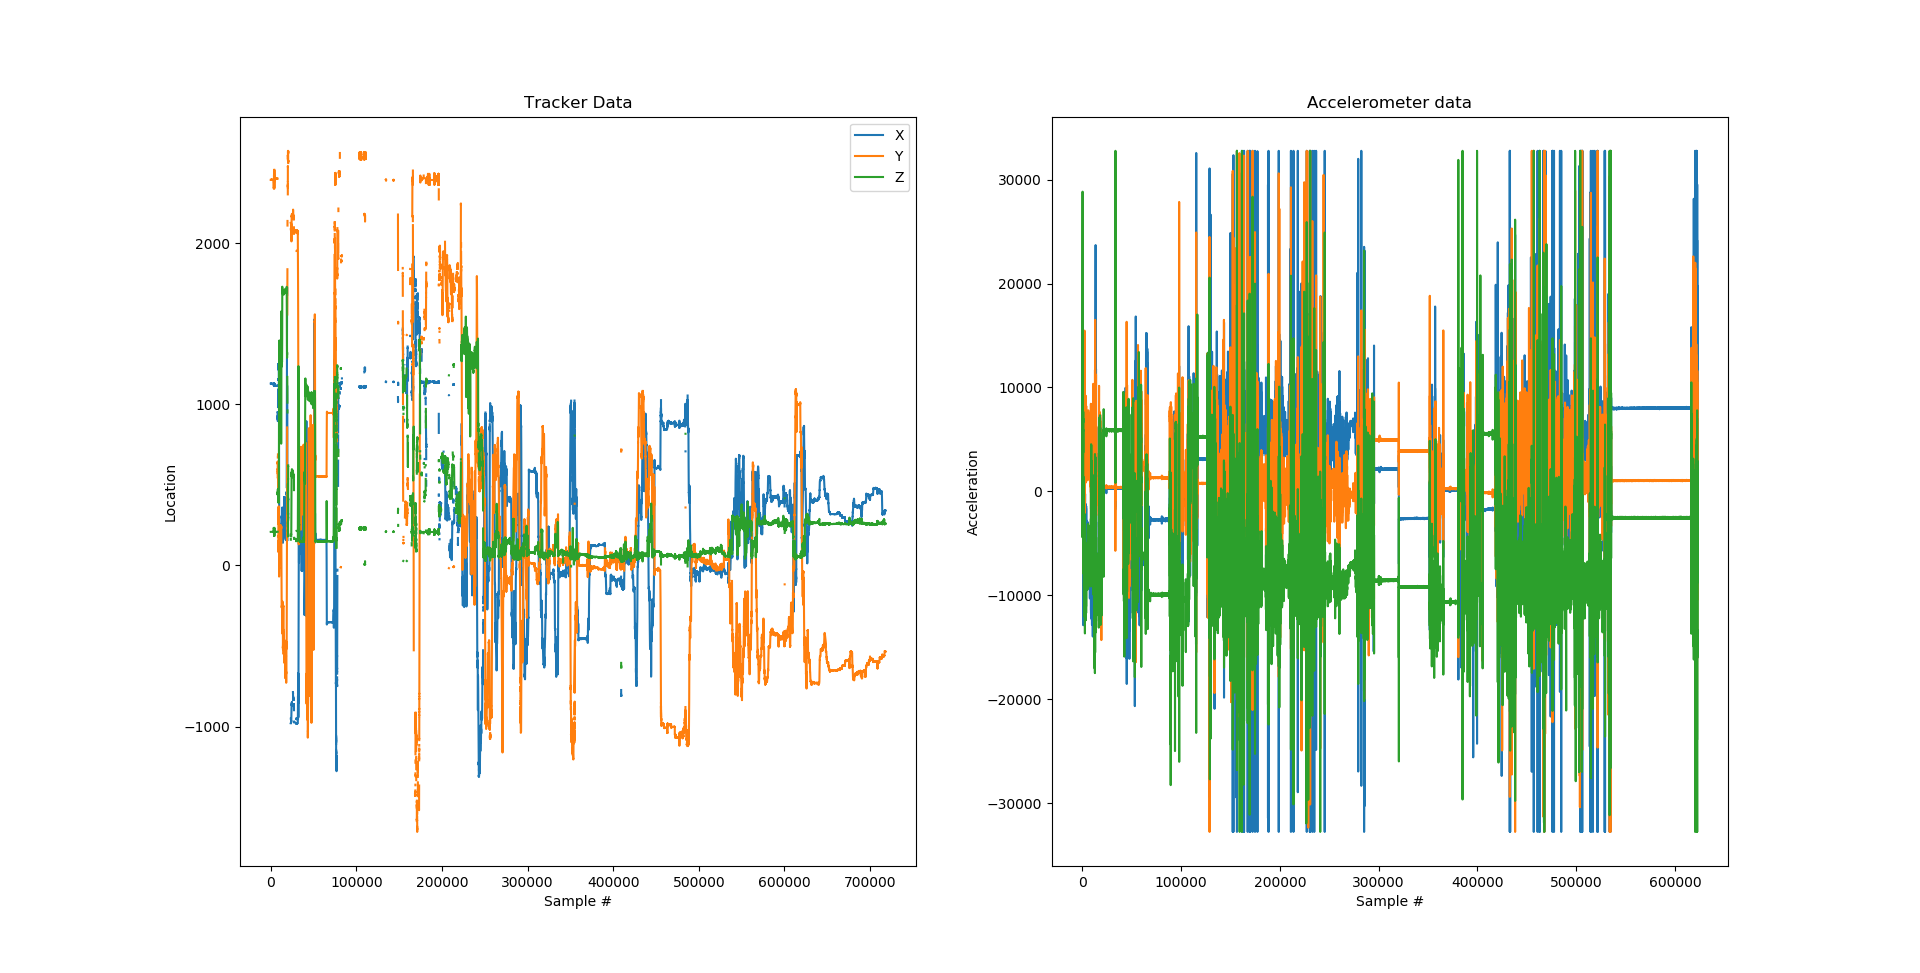 Tracker Data
X
Y
Z
2000
1000
0
−1000
Location
0 100000 200000 300000 400000 500000 600000 700000
Sample #
Accelerometer data
30000
20000
10000
0
−10000
−20000
−30000
Acceleration
0 100000 200000 300000 400000 500000 600000
Sample #